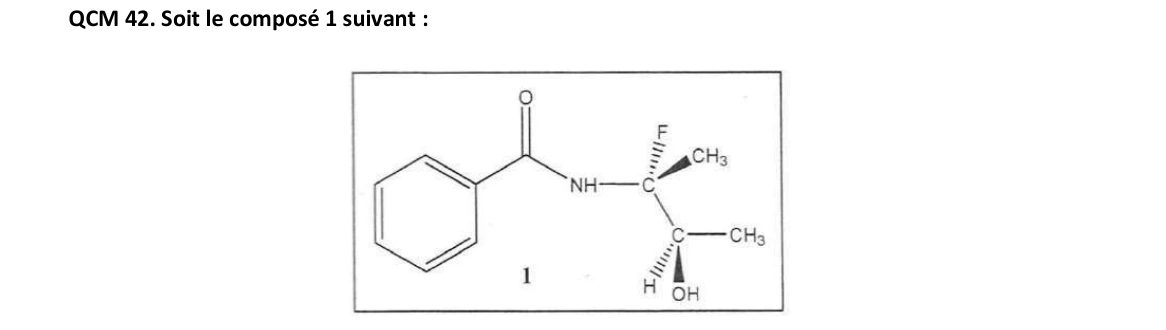 QCM 42. Soit le composé 1 suivant :
O
F
CH3
NH
C
C
CH3
H
OH
1